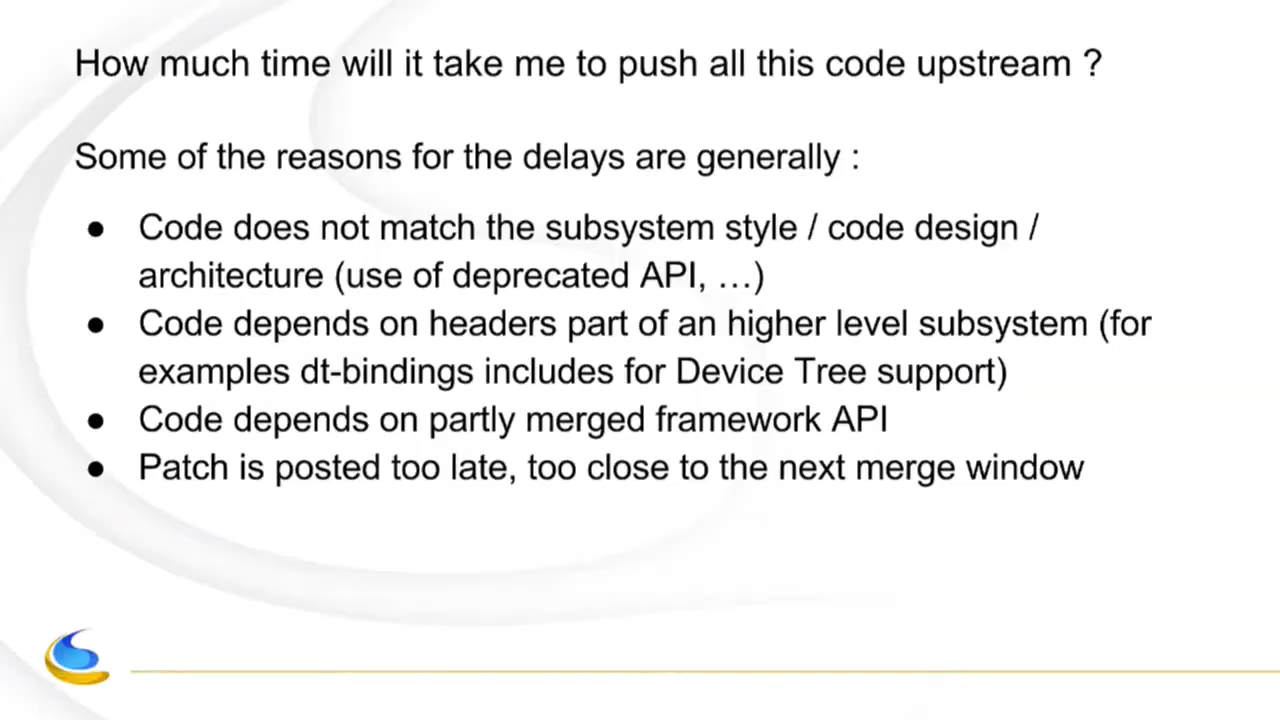 How much time will it take me to push all this code upstream ?
Some of the reasons for the delays are generally :
● Code does not match the subsystem style / code design /
architecture (use of deprecated API, …)
● Code depends on headers part of an higher level subsystem (for
examples dt-bindings includes for Device Tree support)
● Code depends on partly merged framework API
● Patch is posted too late, too close to the next merge window